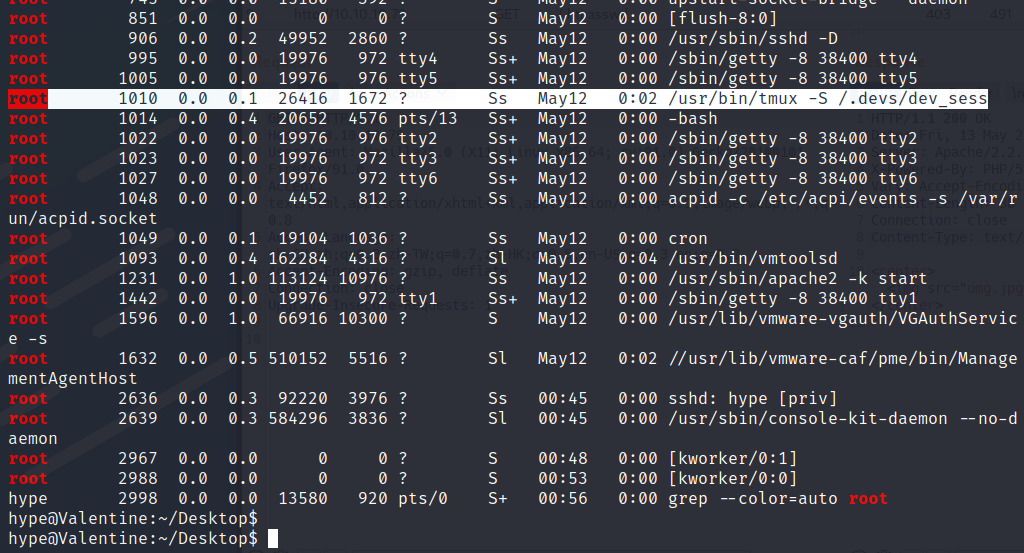 root       851  0.0  0.0      0     0 ?        S    May12   0:00 [flush-8:0]
root       906  0.0  0.2  49952  2860 ?        Ss   May12   0:00 /usr/sbin/sshd -D
root       995  0.0  0.0  19976   972 tty4     Ss+  May12   0:00 /sbin/getty -8 38400 tty4
root      1005  0.0  0.0  19976   976 tty5     Ss+  May12   0:00 /sbin/getty -8 38400 tty5
root      1010  0.0  0.1  26416  1672 ?        Ss   May12   0:02 /usr/bin/tmux -S /.devs/dev_sess
root      1014  0.0  0.4  20652  4576 pts/13   Ss+  May12   0:00 -bash
root      1022  0.0  0.0  19976   976 tty2     Ss+  May12   0:00 /sbin/getty -8 38400 tty2
root      1023  0.0  0.0  19976   972 tty3     Ss+  May12   0:00 /sbin/getty -8 38400 tty3
root      1027  0.0  0.0  19976   972 tty6     Ss+  May12   0:00 /sbin/getty -8 38400 tty6
root      1048  0.0  0.0   4452   812 ?        Ss   May12   0:00 acpid -c /etc/acpi/events -s /var/r
un/acpid.socket
root      1049  0.0  0.1  19104  1036 ?        Ss   May12   0:00 cron
root      1093  0.0  0.4 162284  4316 ?        Sl   May12   0:04 /usr/bin/vmtoolsd
root      1231  0.0  1.0 113124 10976 ?        Ss   May12   0:00 /usr/sbin/apache2 -k start
root      1442  0.0  0.0  19976   972 tty1     Ss+  May12   0:00 /sbin/getty -8 38400 tty1
root      1596  0.0  1.0  66916 10300 ?        S    May12   0:00 /usr/lib/vmware-vgauth/VGAuthServic
e -s
root      1632  0.0  0.5 510152  5516 ?        Sl   May12   0:02 //usr/lib/vmware-caf/pme/bin/Manage
mentAgentHost
root      2636  0.0  0.3  92220  3976 ?        Ss   00:45   0:00 sshd: hype [priv]
root      2639  0.0  0.3 584296  3836 ?        Sl   00:45   0:00 /usr/sbin/console-kit-daemon --no-d
aemon
root      2967  0.0  0.0      0     0 ?        S    00:48   0:00 [kworker/0:1]
root      2988  0.0  0.0      0     0 ?        S    00:53   0:00 [kworker/0:0]
hype      2998  0.0  0.0  13580   920 pts/0    S+   00:56   0:00 grep --color=auto root
hype@Valentine:~/Desktop$
hype@Valentine:~/Desktop$